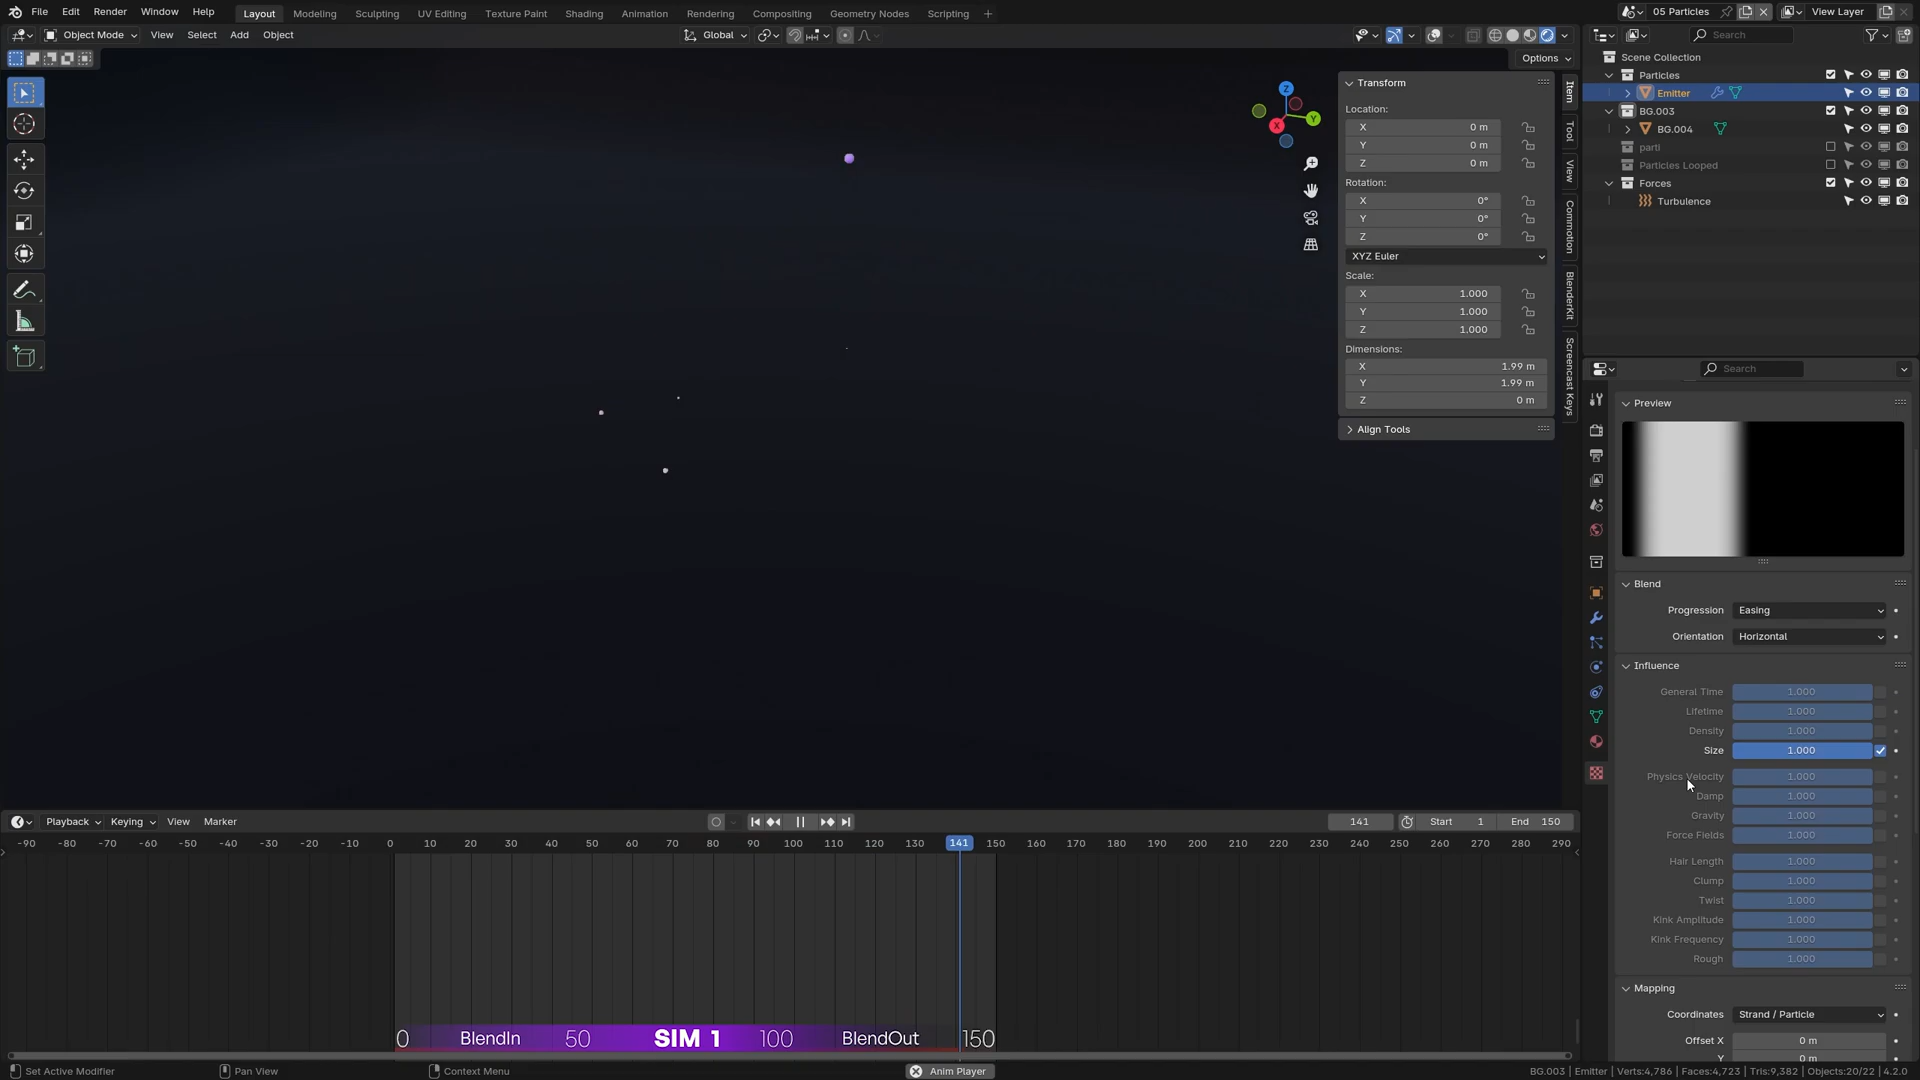 File Edit Render Window Help Layout Modeling Sculpting UV Editing Texture Paint Shading Animation Rendering Compositing Geometry Nodes Scripting + 05 Particles View Layer
Object Mode View Select Add Object Global Search
Options
Scene Collection
Particles
Emitter
BG.003
BG.004
parti
Particles Looped
Forces
Turbulence
Transform
Location:
X 0 m
Y 0 m
Z 0 m
Rotation:
X 0°
Y 0°
Z 0°
XYZ Euler
Scale:
X 1.000
Y 1.000
Z 1.000
Dimensions:
X 1.99 m
Y 1.99 m
Z 0 m
Align Tools
Item
Tool
View
Commotion
BlenderKit
Screencast Keys
Z
Y
X
Search
Preview
Blend
Progression Easing
Orientation Horizontal
Influence
General Time 1.000
Lifetime 1.000
Density 1.000
Size 1.000
Physics Velocity 1.000
Damp 1.000
Gravity 1.000
Force Fields 1.000
Hair Length 1.000
Clump 1.000
Twist 1.000
Kink Amplitude 1.000
Kink Frequency 1.000
Rough 1.000
Mapping
Coordinates Strand / Particle
Offset X 0 m
Y 0 m
Playback Keying View Marker 141 Start 1 End 150
-90 -80 -70 -60 -50 -40 -30 -20 -10 0 10 20 30 40 50 60 70 80 90 100 110 120 130 141 150 160 170 180 190 200 210 220 230 240 250 260 270 280 290
0 BlendIn 50 SIM 1 100 BlendOut 150
Set Active Modifier Pan View Context Menu Anim Player BG.003 | Emitter | Verts:4,786 | Faces:4,723 | Tris:9,382 | Objects:20/22 | 4.2.0